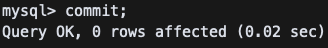 mysql> commit;
Query OK, 0 rows affected (0.02 sec)